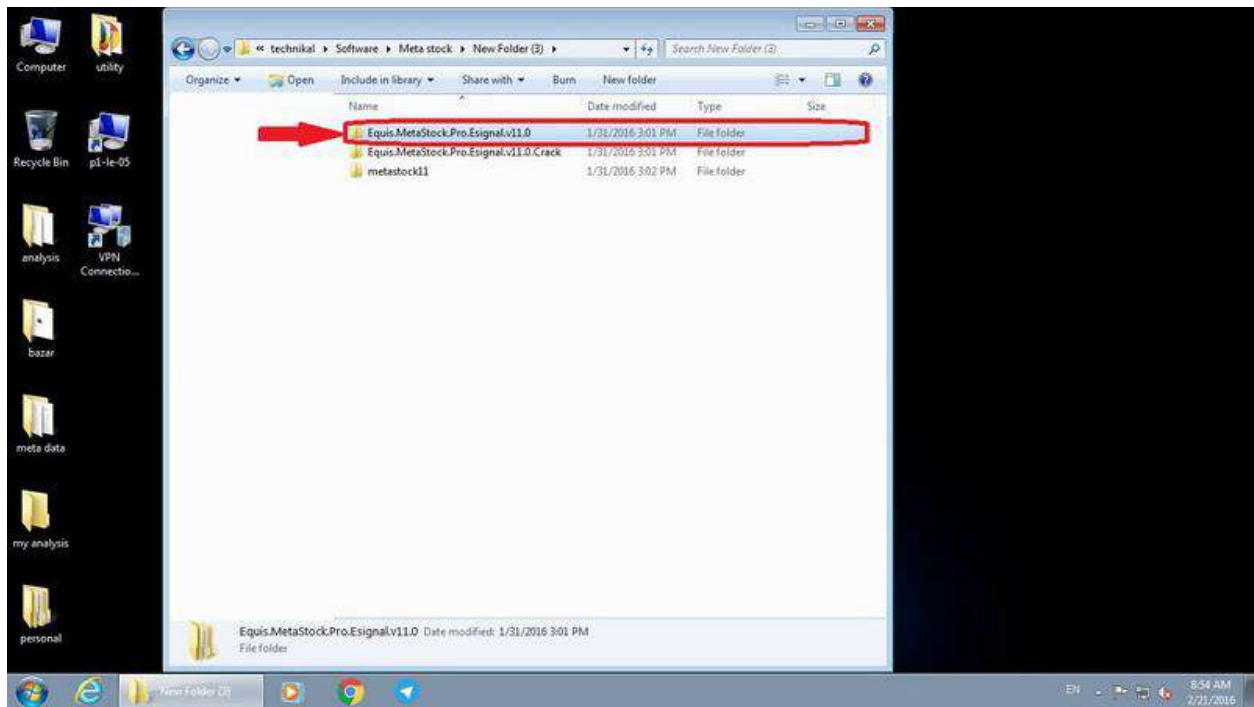 Computer
utility
Recycle Bin
p1-le-05
analysis
VPN
Connectio...
bazar
meta data
my analysis
personal
« technikal ▸ Software ▸ Meta stock ▸ New Folder (3) ▸
Search New Folder (3)
Organize Open Include in library Share with Burn New folder
Name Date modified Type Size
Equis.MetaStock.Pro.Esignal.v11.0 1/31/2016 3:01 PM File folder
Equis.MetaStock.Pro.Esignal.v11.0.Crack 1/31/2016 3:01 PM File folder
metastock11 1/31/2016 3:02 PM File folder
Equis.MetaStock.Pro.Esignal.v11.0 Date modified: 1/31/2016 3:01 PM
File folder
New Folder (3)
EN
8:54 AM
2/21/2016